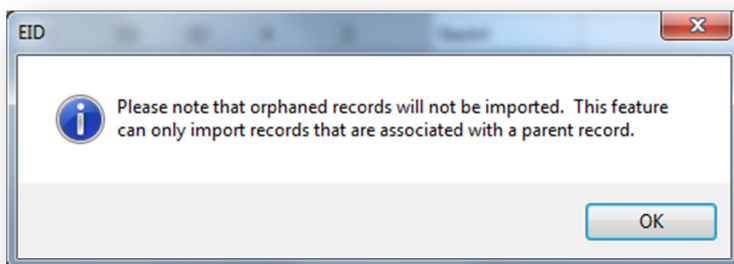 EID
Please note that orphaned records will not be imported.  This feature
can only import records that are associated with a parent record.
OK